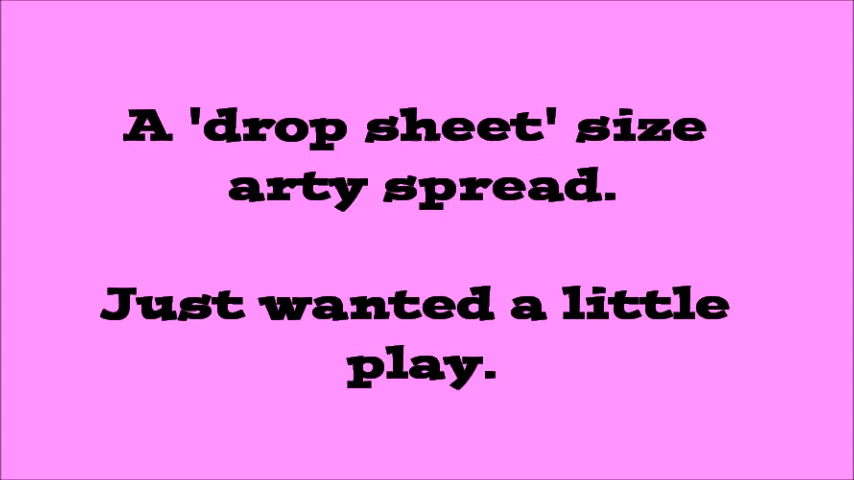 A 'drop sheet' size
arty spread.
Just wanted a little
play.